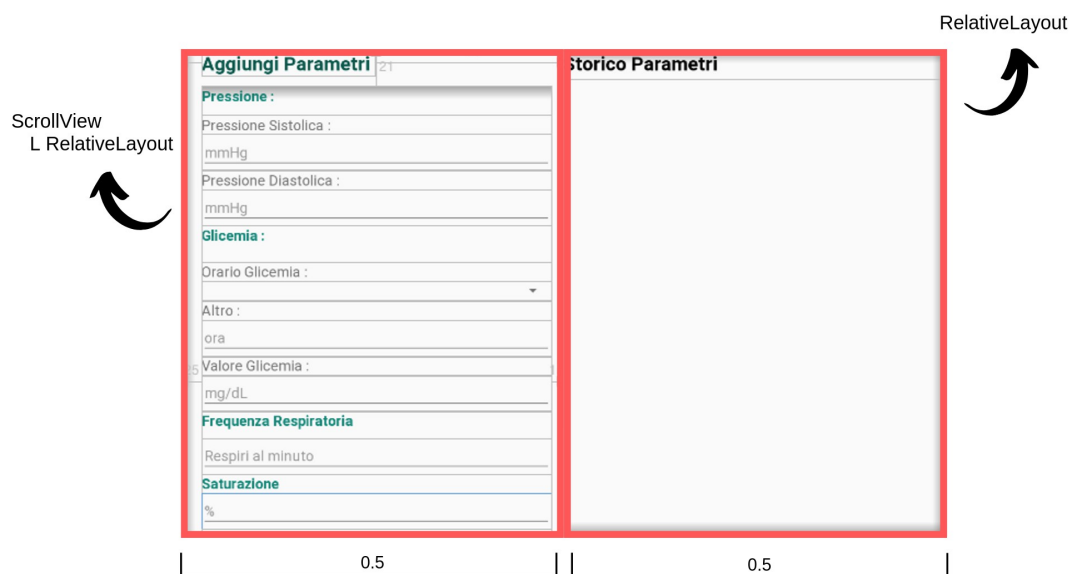 RelativeLayout
ScrollView
L RelativeLayout
Aggiungi Parametri 21
Pressione :
Pressione Sistolica :
mmHg
Pressione Diastolica :
mmHg
Glicemia :
Orario Glicemia :
Altro :
ora
Valore Glicemia :
mg/dL
Frequenza Respiratoria
Respiri al minuto
Saturazione
%
Storico Parametri
0.5
0.5